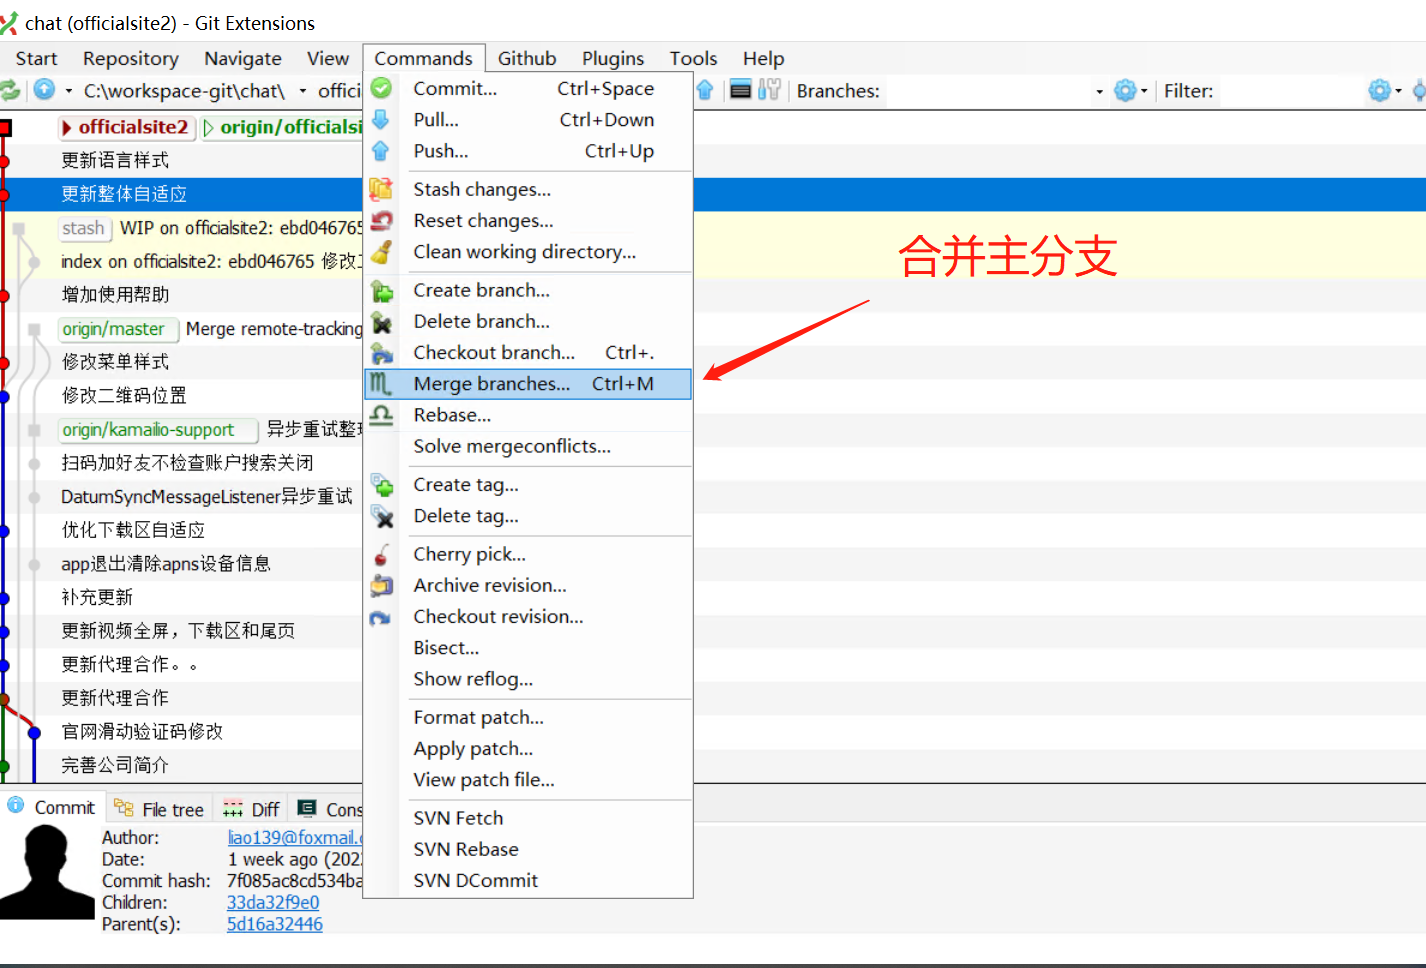 chat (officialsite2) - Git Extensions
Start Repository Navigate View Commands Github Plugins Tools Help
C:\workspace-git\chat\ offici Branches: Filter:
officialsite2 origin/officialsi
更新语言样式
更新整体自适应
stash WIP on officialsite2: ebd046765
index on officialsite2: ebd046765 修改
增加使用帮助
origin/master Merge remote-tracking
修改菜单样式
修改二维码位置
origin/kamailio-support 异步重试整
扫码加好友不检查账户搜索关闭
DatumSyncMessageListener异步重试
优化下载区自适应
app退出清除apns设备信息
补充更新
更新视频全屏，下载区和尾页
更新代理合作。。
更新代理合作
官网滑动验证码修改
完善公司简介
Commit... Ctrl+Space
Pull... Ctrl+Down
Push... Ctrl+Up
Stash changes...
Reset changes...
Clean working directory...
Create branch...
Delete branch...
Checkout branch... Ctrl+.
Merge branches... Ctrl+M
Rebase...
Solve mergeconflicts...
Create tag...
Delete tag...
Cherry pick...
Archive revision...
Checkout revision...
Bisect...
Show reflog...
Format patch...
Apply patch...
View patch file...
SVN Fetch
SVN Rebase
SVN DCommit
合并主分支
Commit File tree Diff Cons
Author: liao139@foxmail.
Date: 1 week ago (202
Commit hash: 7f085ac8cd534ba
Children: 33da32f9e0
Parent(s): 5d16a32446